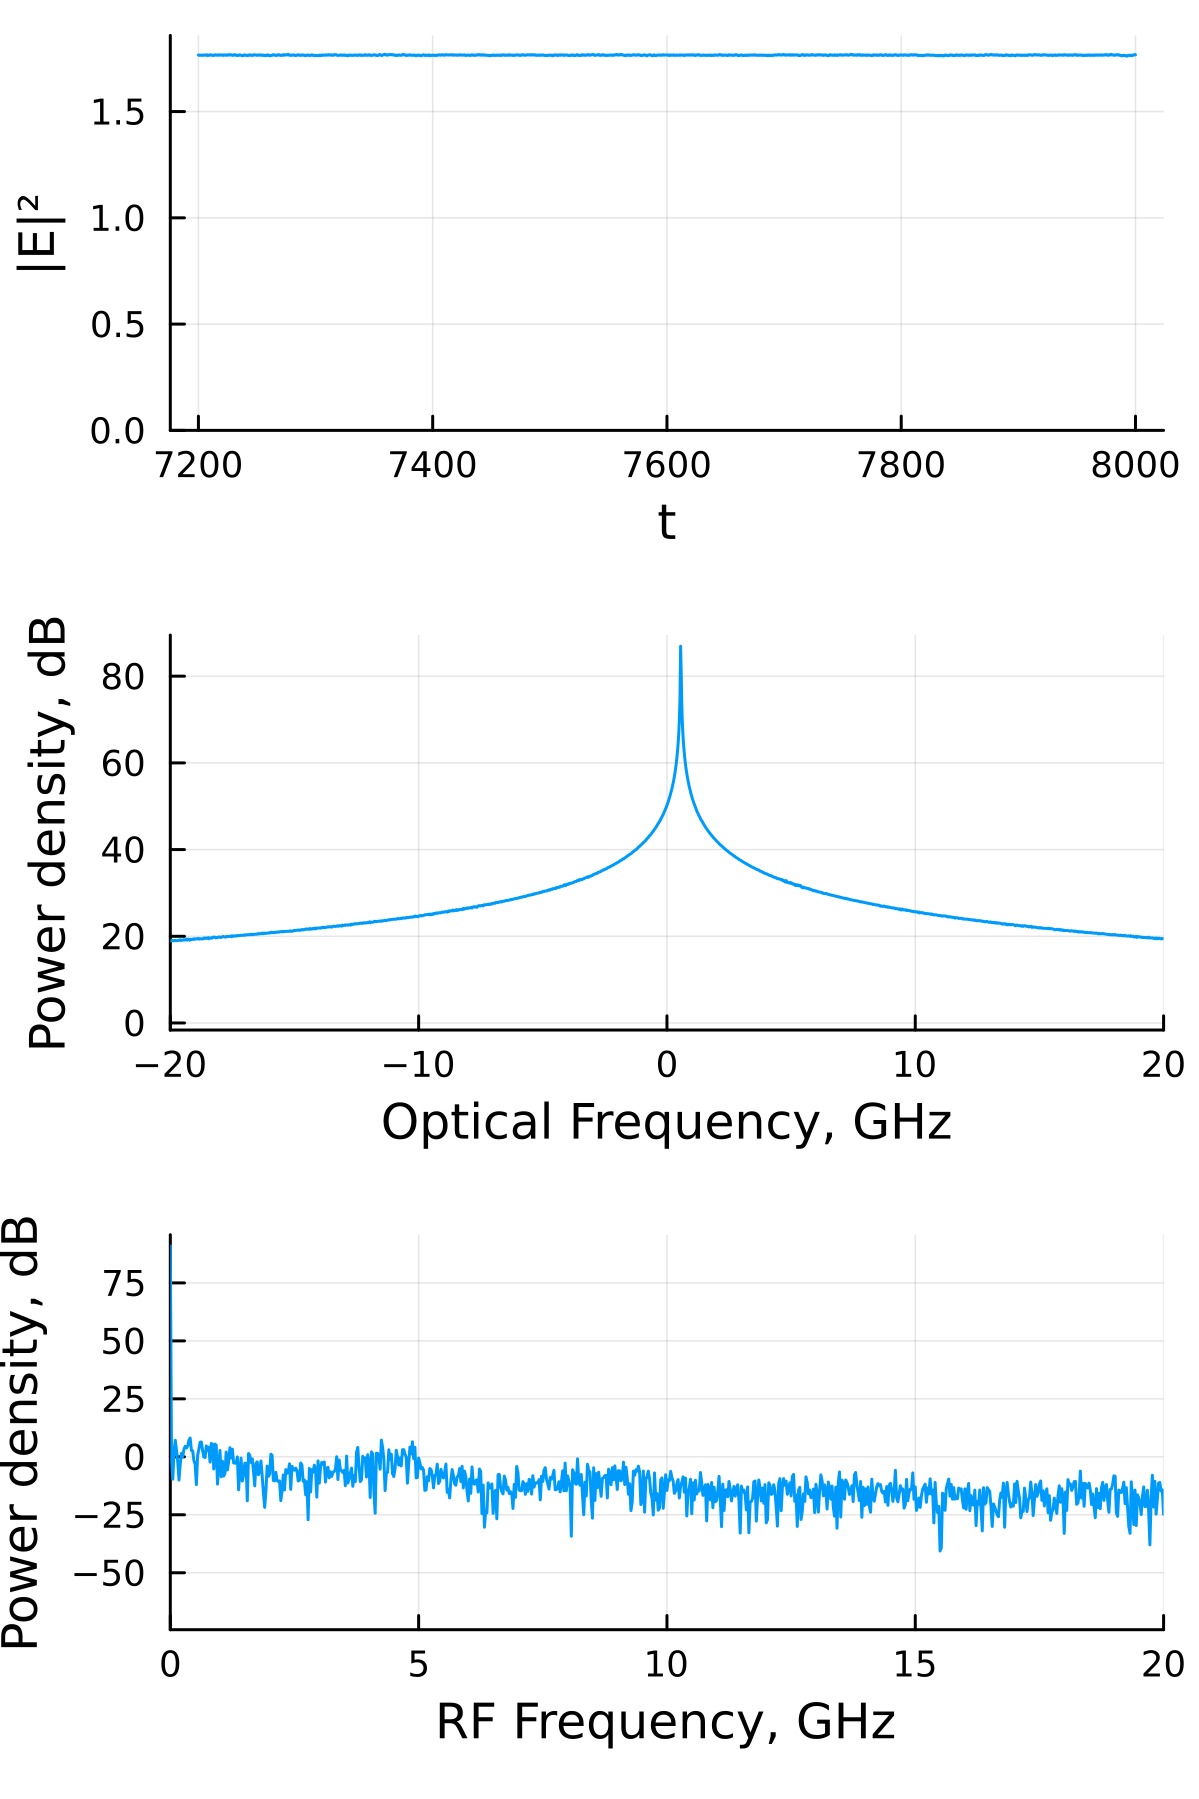 |E|²
1.5
1.0
0.5
0.0
7200 7400 7600 7800 8000
t
Power density, dB
80
60
40
20
0
−20 −10 0 10 20
Optical Frequency, GHz
Power density, dB
75
50
25
0
−25
−50
0 5 10 15 20
RF Frequency, GHz